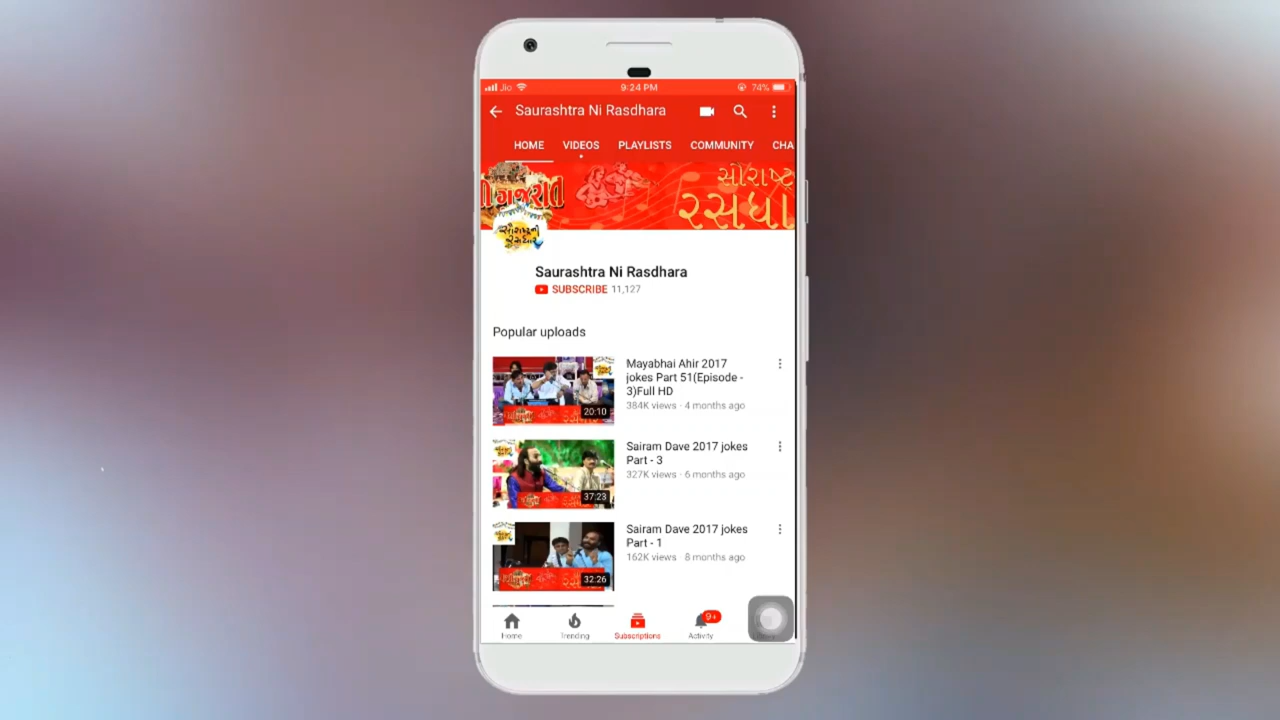 Jio
9:24 PM
74%
Saurashtra Ni Rasdhara
HOME VIDEOS PLAYLISTS COMMUNITY CHA
સૌરાષ્ટ્ર
રસધા
Saurashtra Ni Rasdhara
SUBSCRIBE 11,127
Popular uploads
Mayabhai Ahir 2017
jokes Part 51(Episode -
3)Full HD
384K views · 4 months ago
20:10
Sairam Dave 2017 jokes
Part - 3
327K views · 6 months ago
37:23
Sairam Dave 2017 jokes
Part - 1
162K views · 8 months ago
32:26
9+
Home Trending Subscriptions Activity